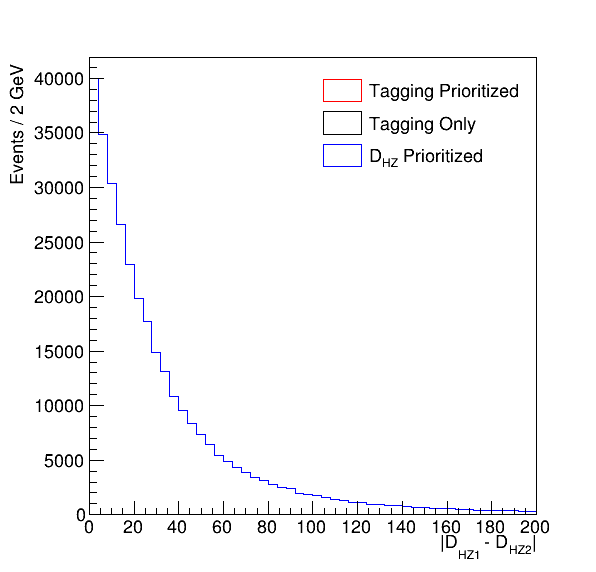 Events / 2 GeV
40000
35000
30000
25000
20000
15000
10000
5000
0
Tagging Prioritized
Tagging Only
D_HZ Prioritized
0 20 40 60 80 100 120 140 160 180 200
|D_HZ1 - D_HZ2|